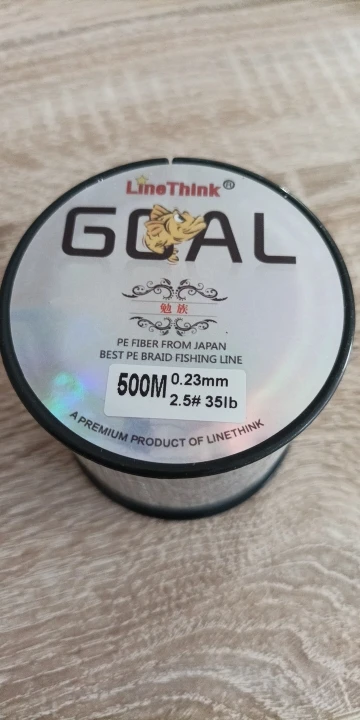 LineThink®
GOAL
勉族
PE FIBER FROM JAPAN
BEST PE BRAID FISHING LINE
500M 0.23mm
2.5# 35lb
A PREMIUM PRODUCT OF LINETHINK